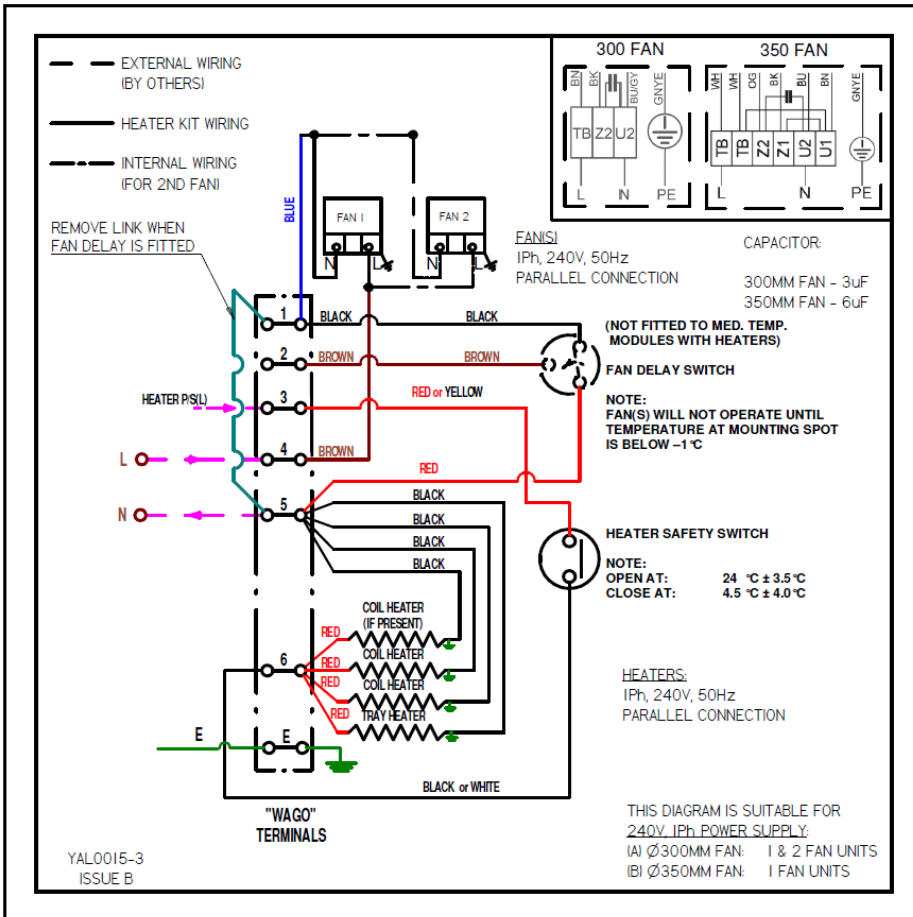 EXTERNAL WIRING
(BY OTHERS)
HEATER KIT WIRING
INTERNAL WIRING
(FOR 2ND FAN)
REMOVE LINK WHEN
FAN DELAY IS FITTED
300 FAN
BN
BK
BU/GY
GNYE
TB Z2 U2
L N PE
350 FAN
WH
WH
OG
BK
BU
BN
GNYE
TB TB Z2 Z1 U2 U1
L N PE
BLUE
FAN 1
N L
FAN 2
N L
FAN(S)
1Ph, 240V, 50Hz
PARALLEL CONNECTION
CAPACITOR:
300MM FAN - 3uF
350MM FAN - 6uF
1 BLACK BLACK
2 BROWN BROWN
HEATER P/S(L) 3 RED or YELLOW
L 4 BROWN
N 5 RED
BLACK
BLACK
BLACK
BLACK
(NOT FITTED TO MED. TEMP.
MODULES WITH HEATERS)
FAN DELAY SWITCH
NOTE:
FAN(S) WILL NOT OPERATE UNTIL
TEMPERATURE AT MOUNTING SPOT
IS BELOW –1°C
HEATER SAFETY SWITCH
NOTE:
OPEN AT: 24 °C ± 3.5°C
CLOSE AT: 4.5 °C ± 4.0°C
COIL HEATER
(IF PRESENT)
RED
6 RED COIL HEATER
RED COIL HEATER
RED TRAY HEATER
E E
BLACK or WHITE
HEATERS:
1Ph, 240V, 50Hz
PARALLEL CONNECTION
"WAGO"
TERMINALS
THIS DIAGRAM IS SUITABLE FOR
240V, 1Ph POWER SUPPLY:
(A) Ø300MM FAN: 1 & 2 FAN UNITS
(B) Ø350MM FAN: 1 FAN UNITS
YAL0015-3
ISSUE B